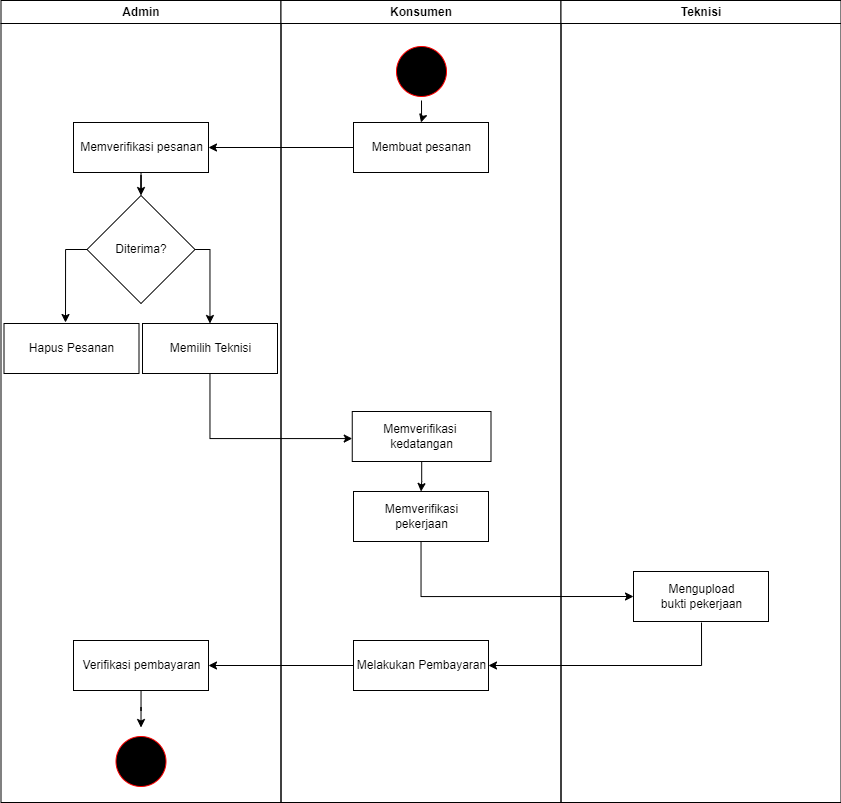 Admin
Konsumen
Teknisi
Memverifikasi pesanan
Membuat pesanan
Diterima?
Hapus Pesanan
Memilih Teknisi
Memverifikasi
kedatangan
Memverifikasi
pekerjaan
Mengupload
bukti pekerjaan
Verifikasi pembayaran
Melakukan Pembayaran